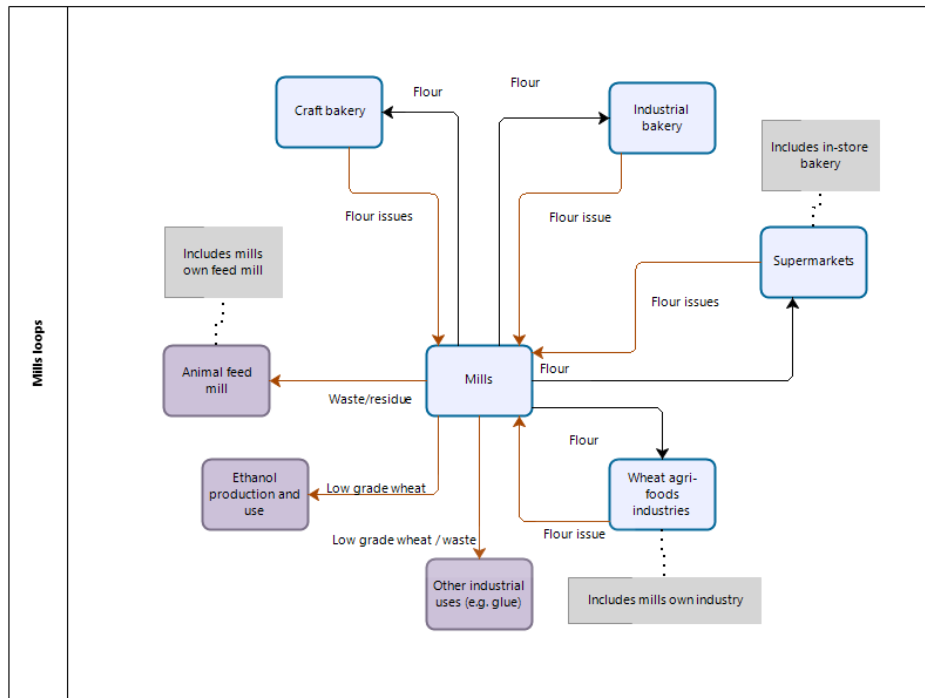 Mills loops
Flour
Flour
Craft bakery
Industrial
bakery
Includes in-store
bakery
Flour issues
Flour issue
Includes mills
own feed mill
Supermarkets
Flour issues
Animal feed
mill
Mills
Flour
Waste/residue
Flour
Ethanol
production and
use
Low grade wheat
Wheat agri-
foods
industries
Flour issue
Low grade wheat / waste
Other industrial
uses (e.g. glue)
Includes mills own industry